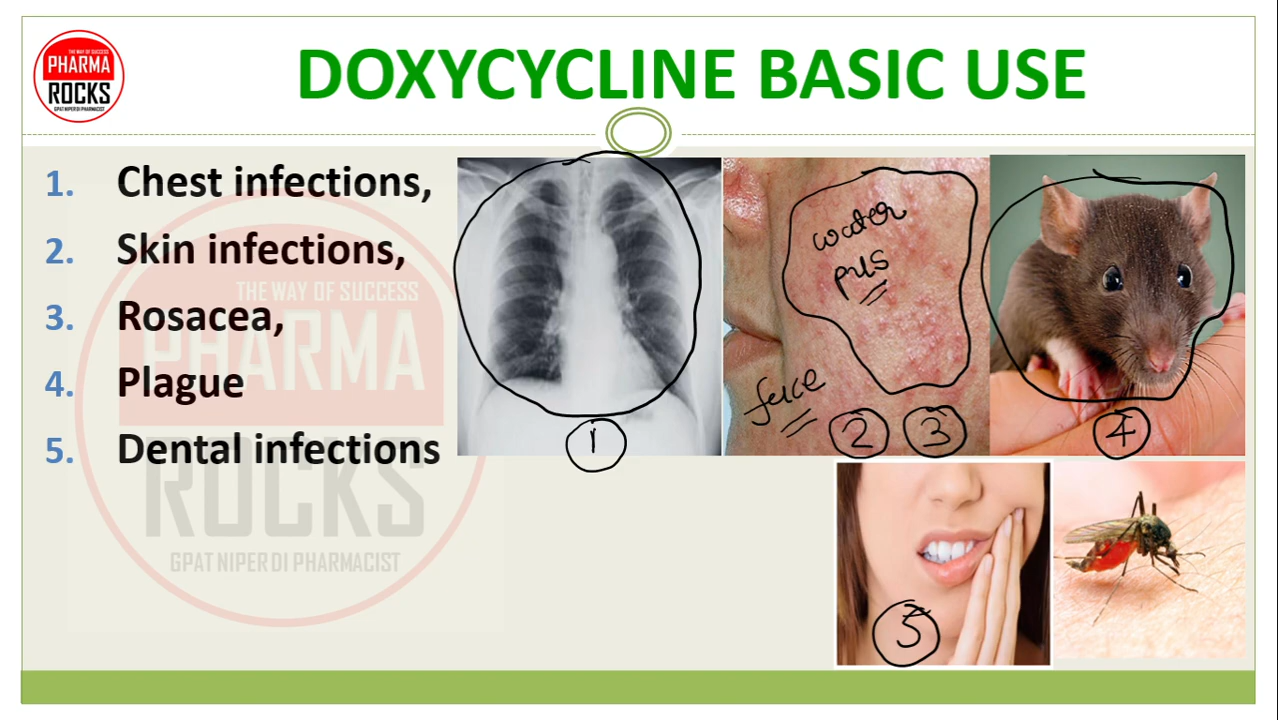 THE WAY OF SUCCESS
PHARMA
ROCKS
GPAT NIPER DI PHARMACIST
DOXYCYCLINE BASIC USE
1. Chest infections,
2. Skin infections,
3. Rosacea,
4. Plague
5. Dental infections
THE WAY OF SUCCESS
PHARMA
ROCKS
GPAT NIPER DI PHARMACIST
water
pus
face
1
2 3
4
5